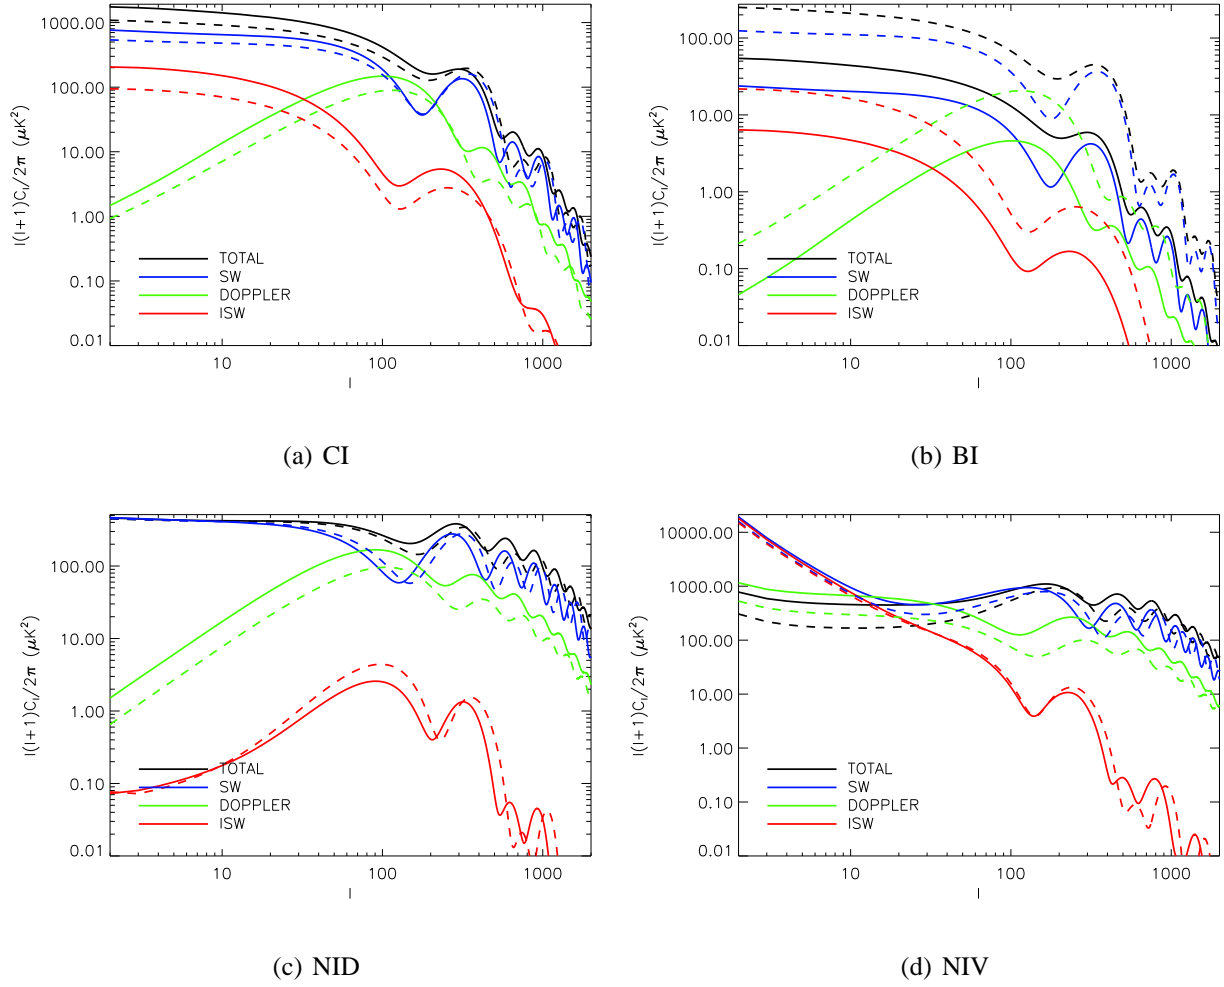 l(l+1)Cₗ/2π (μK²)
1000.00
100.00
10.00
1.00
0.10
0.01
TOTAL
SW
DOPPLER
ISW
10
100
1000
l
(a) CI
l(l+1)Cₗ/2π (μK²)
100.00
10.00
1.00
0.10
0.01
TOTAL
SW
DOPPLER
ISW
10
100
1000
l
(b) BI
l(l+1)Cₗ/2π (μK²)
100.00
10.00
1.00
0.10
0.01
TOTAL
SW
DOPPLER
ISW
10
100
1000
l
(c) NID
l(l+1)Cₗ/2π (μK²)
10000.00
1000.00
100.00
10.00
1.00
0.10
0.01
TOTAL
SW
DOPPLER
ISW
10
100
1000
l
(d) NIV